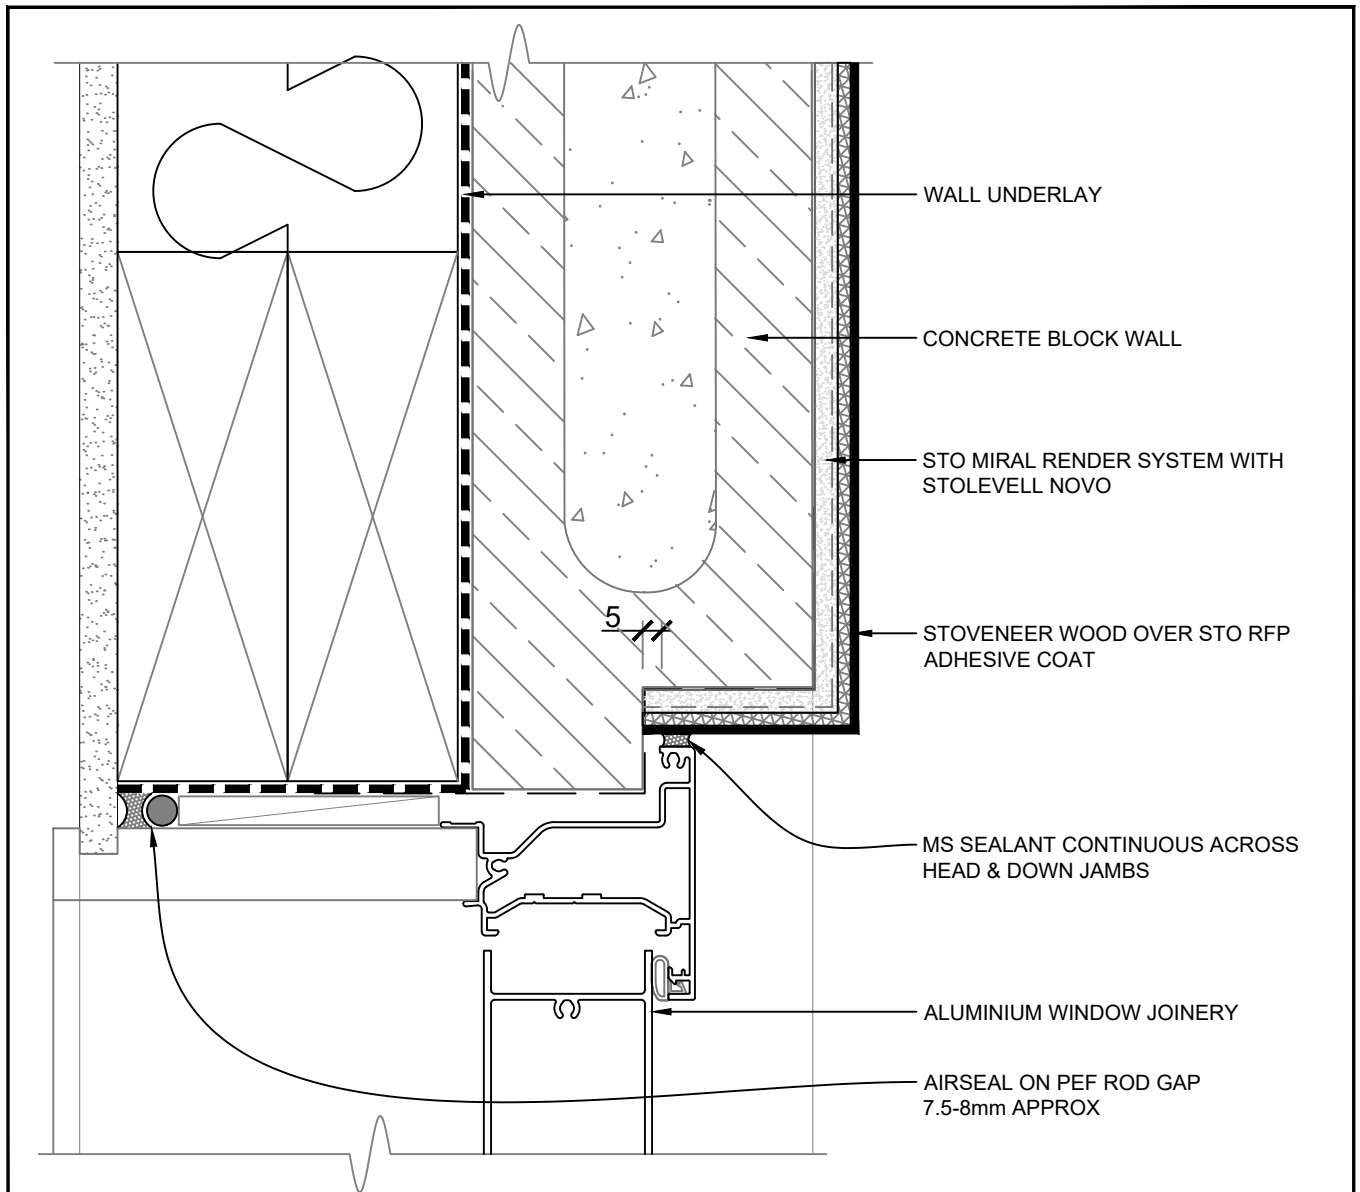 WALL UNDERLAY
CONCRETE BLOCK WALL
STO MIRAL RENDER SYSTEM WITH
STOLEVELL NOVO
5
STOVENEER WOOD OVER STO RFP
ADHESIVE COAT
MS SEALANT CONTINUOUS ACROSS
HEAD & DOWN JAMBS
ALUMINIUM WINDOW JOINERY
AIRSEAL ON PEF ROD GAP
7.5-8mm APPROX